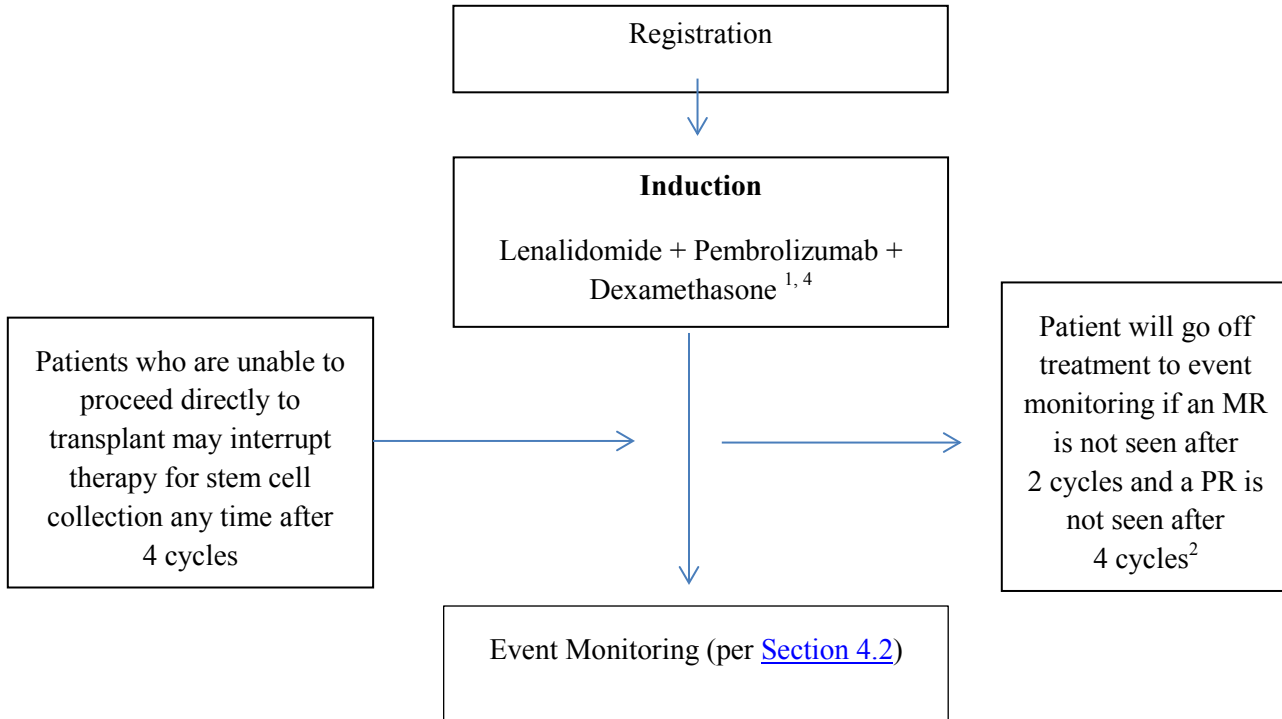 Registration
Induction
Lenalidomide + Pembrolizumab +
Dexamethasone 1, 4
Patients who are unable to
proceed directly to
transplant may interrupt
therapy for stem cell
collection any time after
4 cycles
Patient will go off
treatment to event
monitoring if an MR
is not seen after
2 cycles and a PR is
not seen after
4 cycles2
Event Monitoring (per Section 4.2)